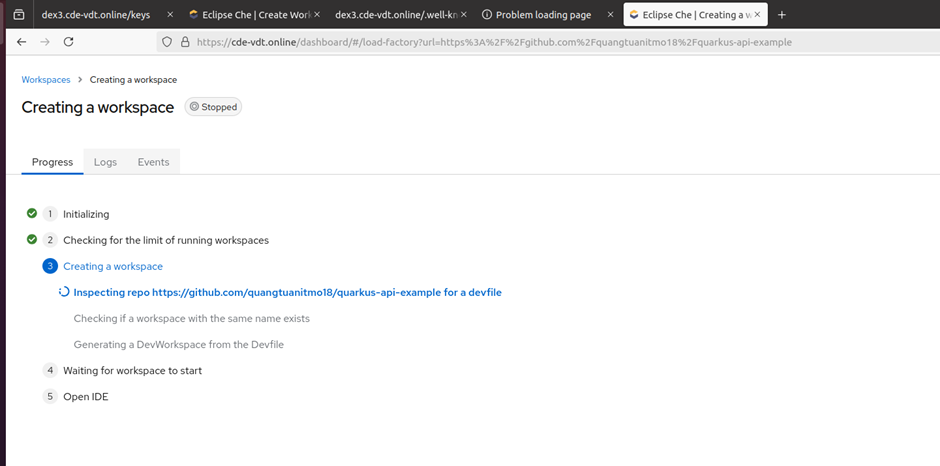 dex3.cde-vdt.online/keys
Eclipse Che | Create Work
dex3.cde-vdt.online/.well-kn
Problem loading page
Eclipse Che | Creating a w
https://cde-vdt.online/dashboard/#/load-factory?url=https%3A%2F%2Fgithub.com%2Fquangtuanitmo18%2Fquarkus-api-example
Workspaces > Creating a workspace
Creating a workspace Stopped
Progress Logs Events
1 Initializing
2 Checking for the limit of running workspaces
3 Creating a workspace
Inspecting repo https://github.com/quangtuanitmo18/quarkus-api-example for a devfile
Checking if a workspace with the same name exists
Generating a DevWorkspace from the Devfile
4 Waiting for workspace to start
5 Open IDE